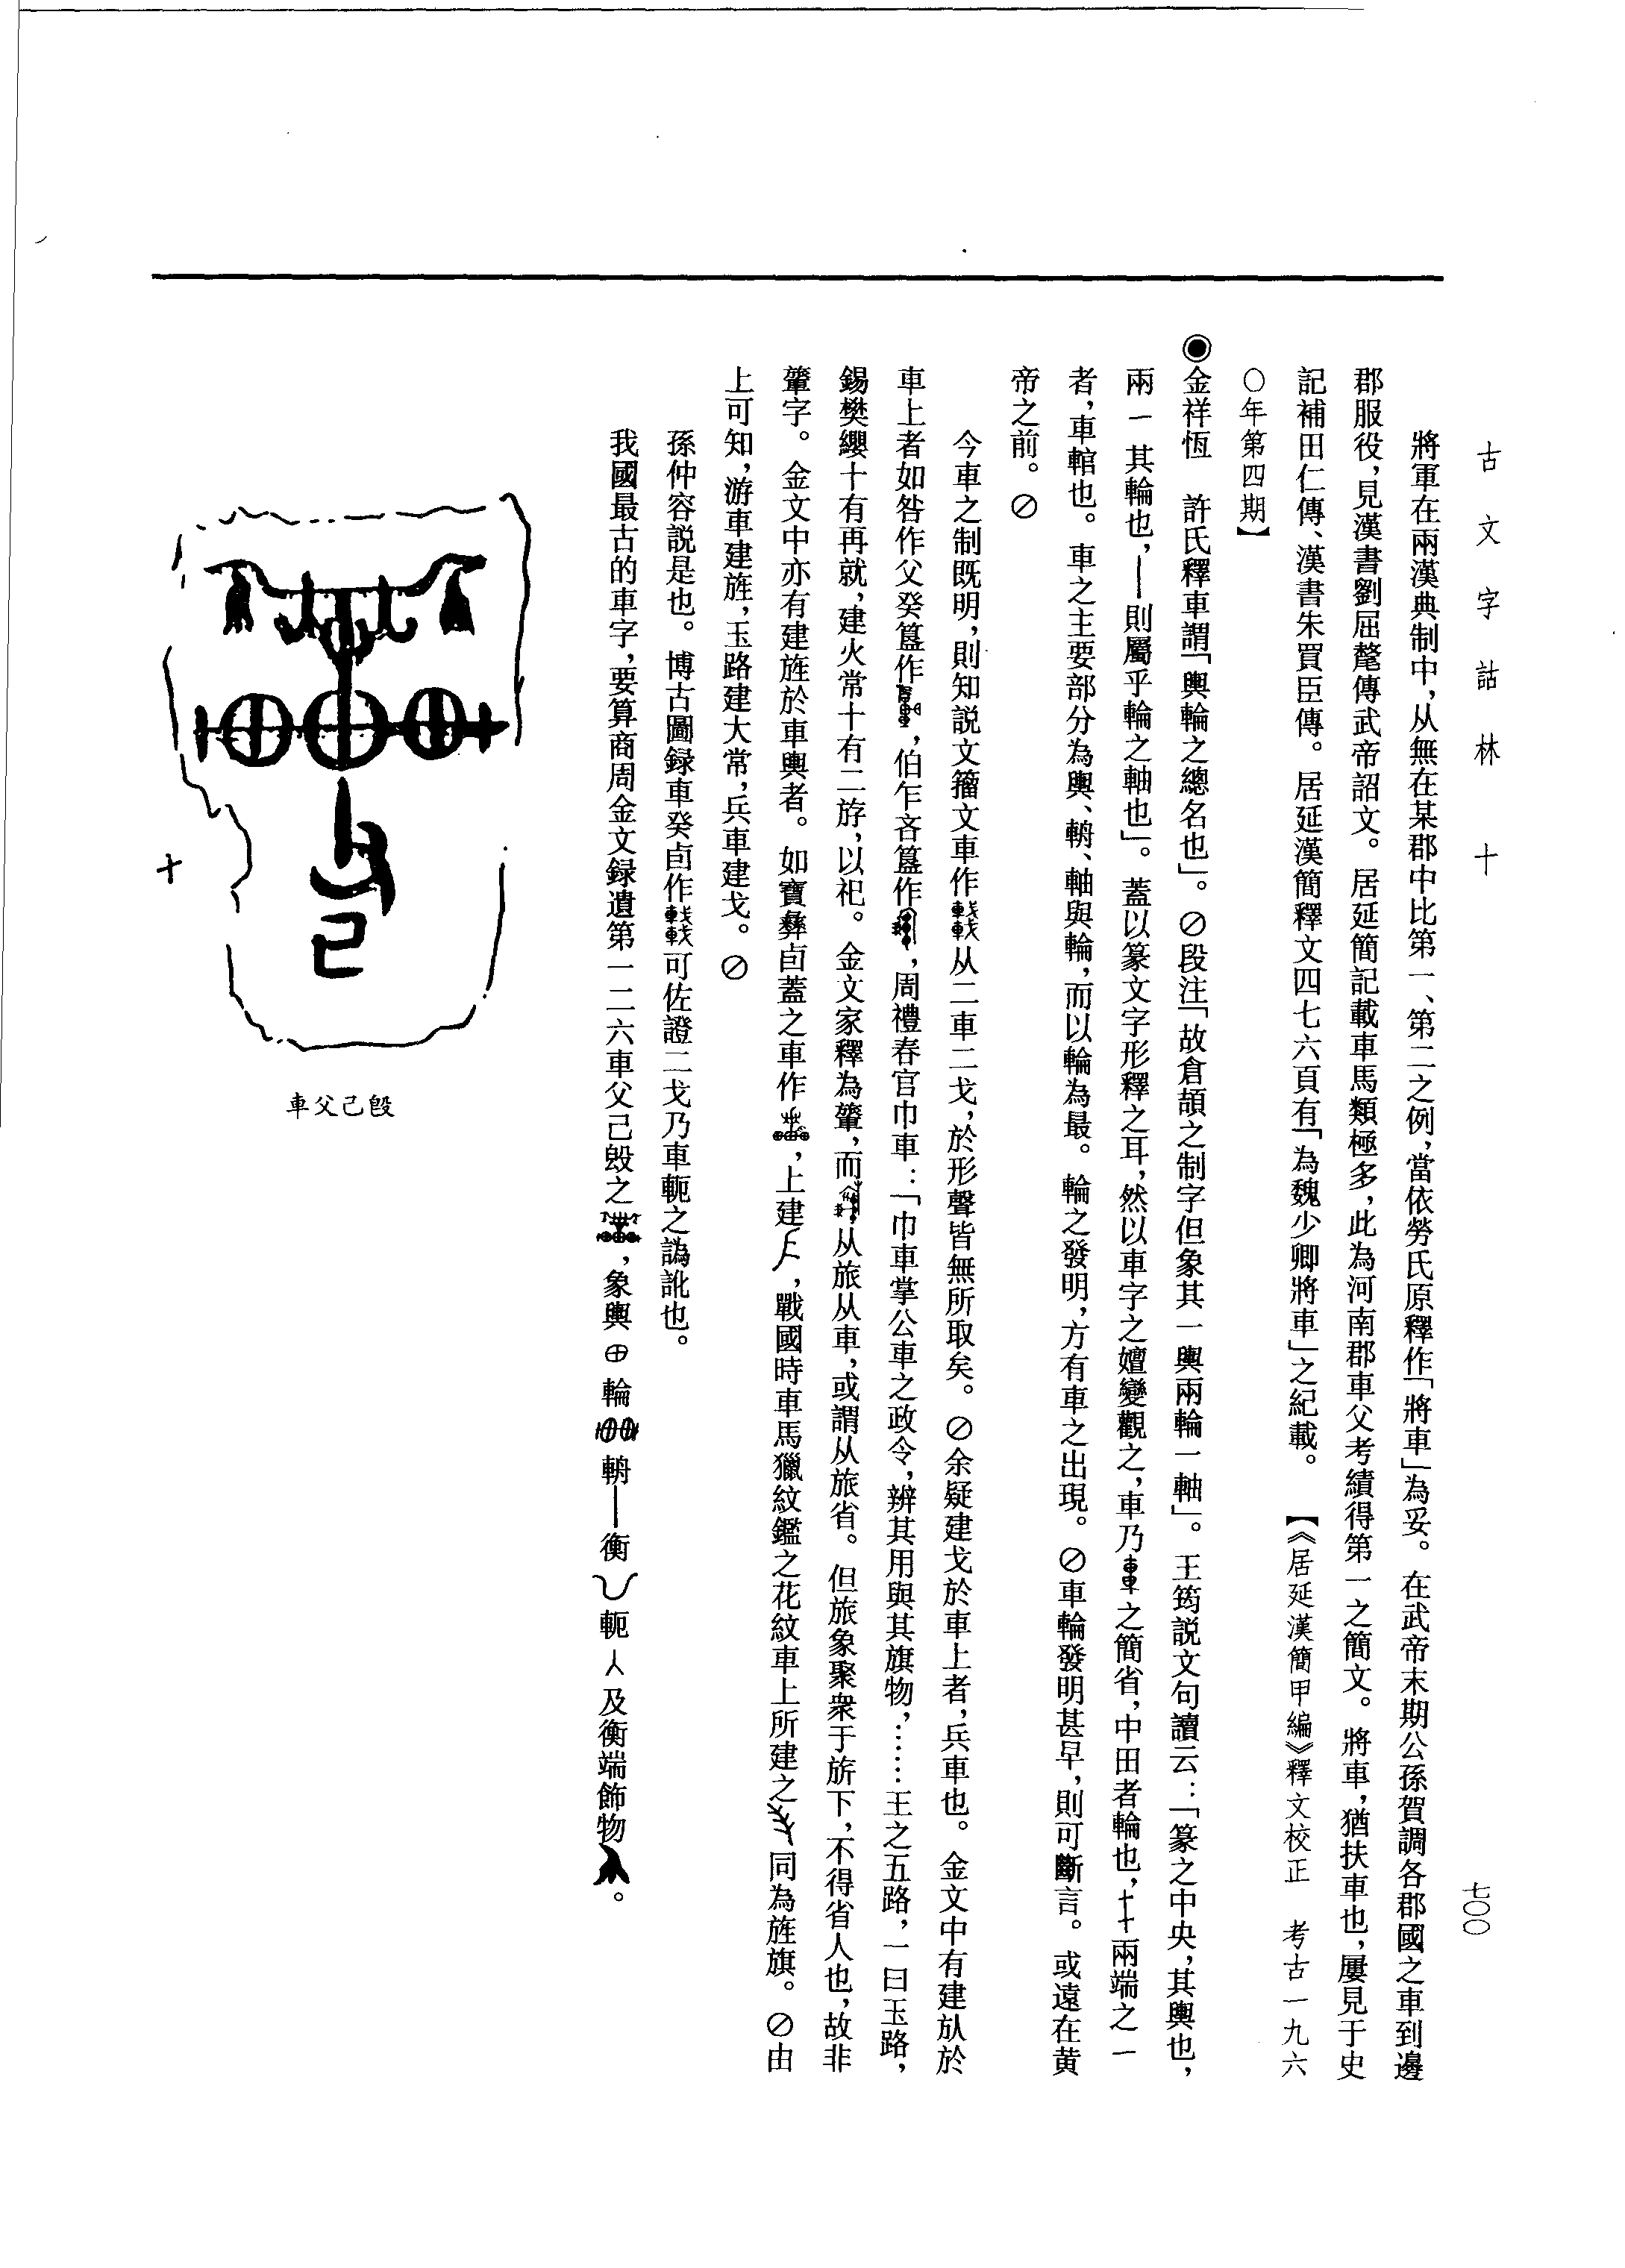 古文字詁林 十
七〇〇
將軍在兩漢典制中，从無在某郡中比第一、第二之例，當依勞氏原釋作「將車」為妥。在武帝末期公孫賀調各郡國之車到邊
郡服役，見漢書劉屈氂傳武帝詔文。居延簡記載車馬類極多，此為河南郡車父考績得第一之簡文。將車，猶扶車也，屢見于史
記補田仁傳、漢書朱買臣傳。居延漢簡釋文四七六頁有「為魏少卿將車」之紀載。【《居延漢簡甲編》釋文校正 考古一九六
〇年第四期】
◉金祥恆 許氏釋車謂「輿輪之總名也」。⊘段注「故倉頡之制字但象其一輿兩輪一軸」。王筠説文句讀云：「篆之中央，其輿也，
兩一其輪也，｜則屬乎輪之軸也」。蓋以篆文字形釋之耳，然以車字之嬗變觀之，車乃之簡省，中田者輪也，兩端之一
者，車輨也。車之主要部分為輿、輈、軸與輪，而以輪為最。輪之發明，方有車之出現。⊘車輪發明甚早，則可斷言。或遠在黄
帝之前。⊘
今車之制既明，則知説文籀文車作从二車二戈，於形聲皆無所取矣。⊘余疑建戈於車上者，兵車也。金文中有建㫃於
車上者如咎作父癸簋作，伯乍吝簋作，周禮春官巾車：「巾車掌公車之政令，辨其用與其旗物，……王之五路，一曰玉路，
錫樊纓十有再就，建火常十有二斿，以祀。金文家釋為肈，而从旅从車，或謂从旅省。但旅象聚衆于旂下，不得省人也，故非
肈字。金文中亦有建旌於車輿者。如寶彝卣蓋之車作，上建，戰國時車馬獵紋鑑之花紋車上所建之同為旌旗。⊘由
上可知，游車建旌，玉路建大常，兵車建戈。⊘
孫仲容説是也。博古圖録車癸卣作可佐證二戈乃車軛之譌訛也。
我國最古的車字，要算商周金文録遺第一二六車父己毁之，象輿⊕輪輈｜衡軛人及衡端飾物。
車父己𣪘